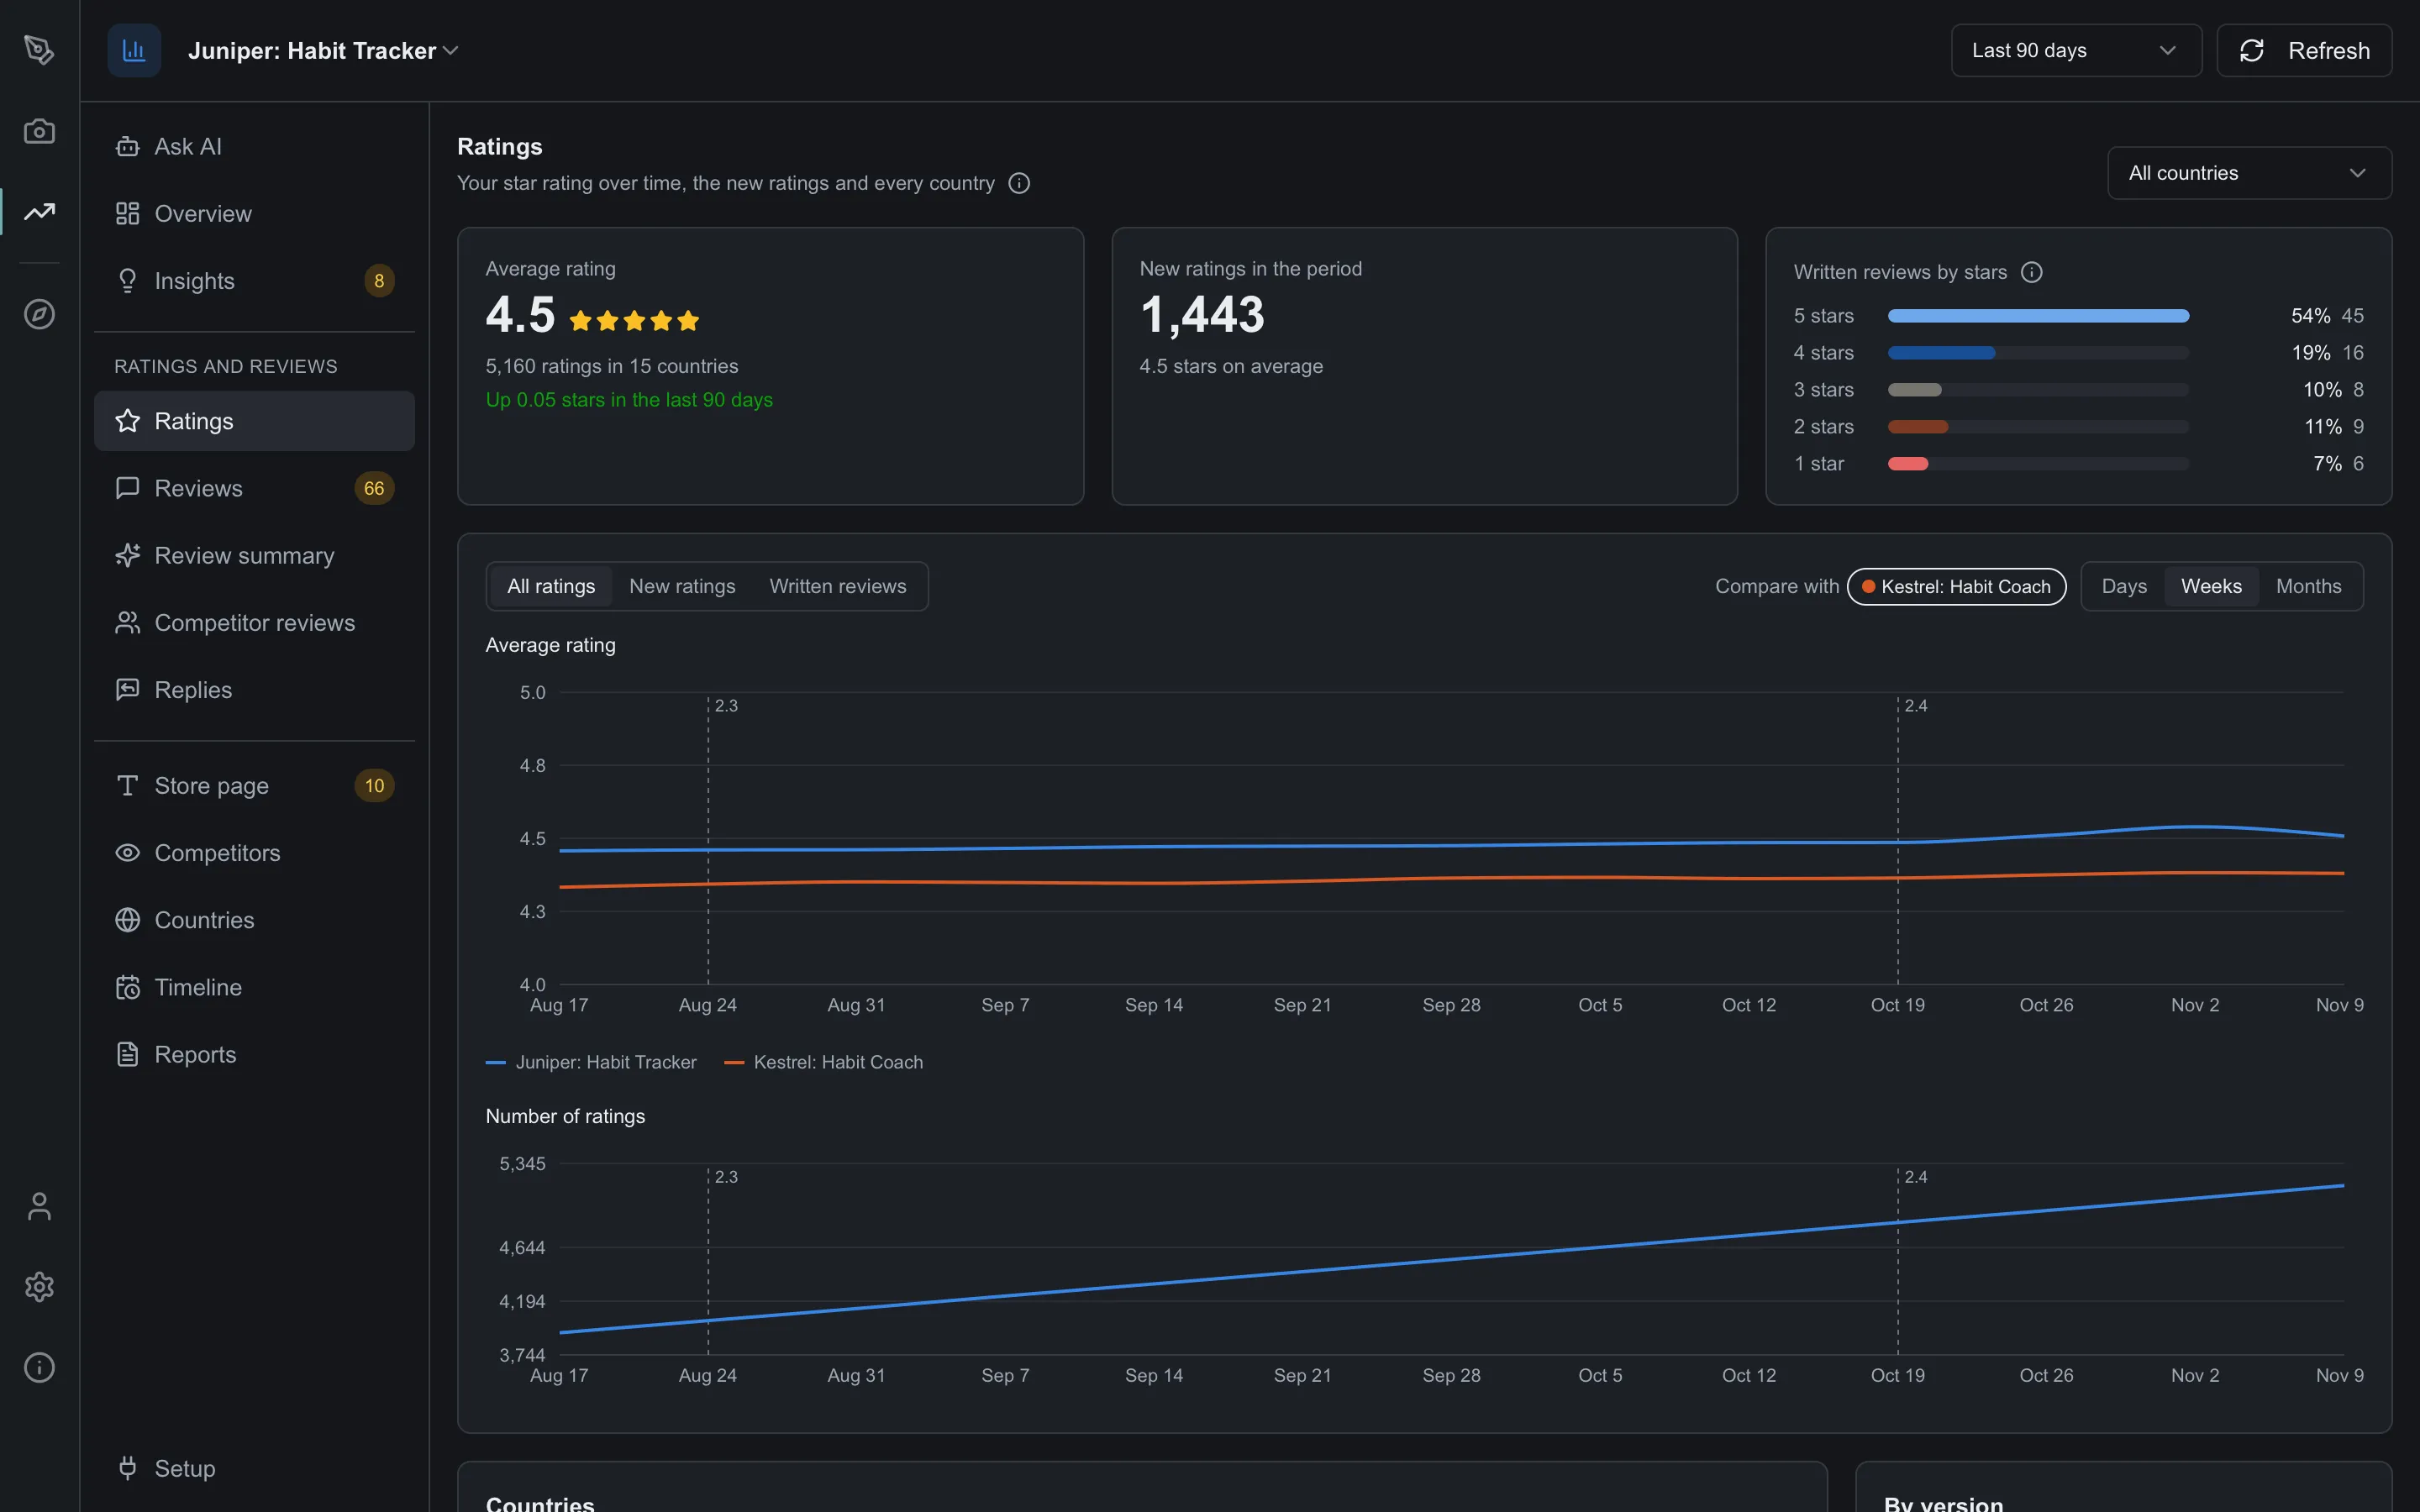 Juniper: Habit Tracker
Last 90 days
Refresh
Ask AI
Overview
Insights 8
RATINGS AND REVIEWS
Ratings
Reviews 66
Review summary
Competitor reviews
Replies
Store page 10
Competitors
Countries
Timeline
Reports
Setup
Ratings
Your star rating over time, the new ratings and every country
All countries
Average rating
4.5
5,160 ratings in 15 countries
Up 0.05 stars in the last 90 days
New ratings in the period
1,443
4.5 stars on average
Written reviews by stars
5 stars 54% 45
4 stars 19% 16
3 stars 10% 8
2 stars 11% 9
1 star 7% 6
All ratings New ratings Written reviews
Compare with Kestrel: Habit Coach
Days Weeks Months
Average rating
5.0
4.8
4.5
4.3
4.0
2.3
2.4
Aug 17 Aug 24 Aug 31 Sep 7 Sep 14 Sep 21 Sep 28 Oct 5 Oct 12 Oct 19 Oct 26 Nov 2 Nov 9
Juniper: Habit Tracker Kestrel: Habit Coach
Number of ratings
5,345
4,644
4,194
3,744
2.3
2.4
Aug 17 Aug 24 Aug 31 Sep 7 Sep 14 Sep 21 Sep 28 Oct 5 Oct 12 Oct 19 Oct 26 Nov 2 Nov 9
Countries
By version